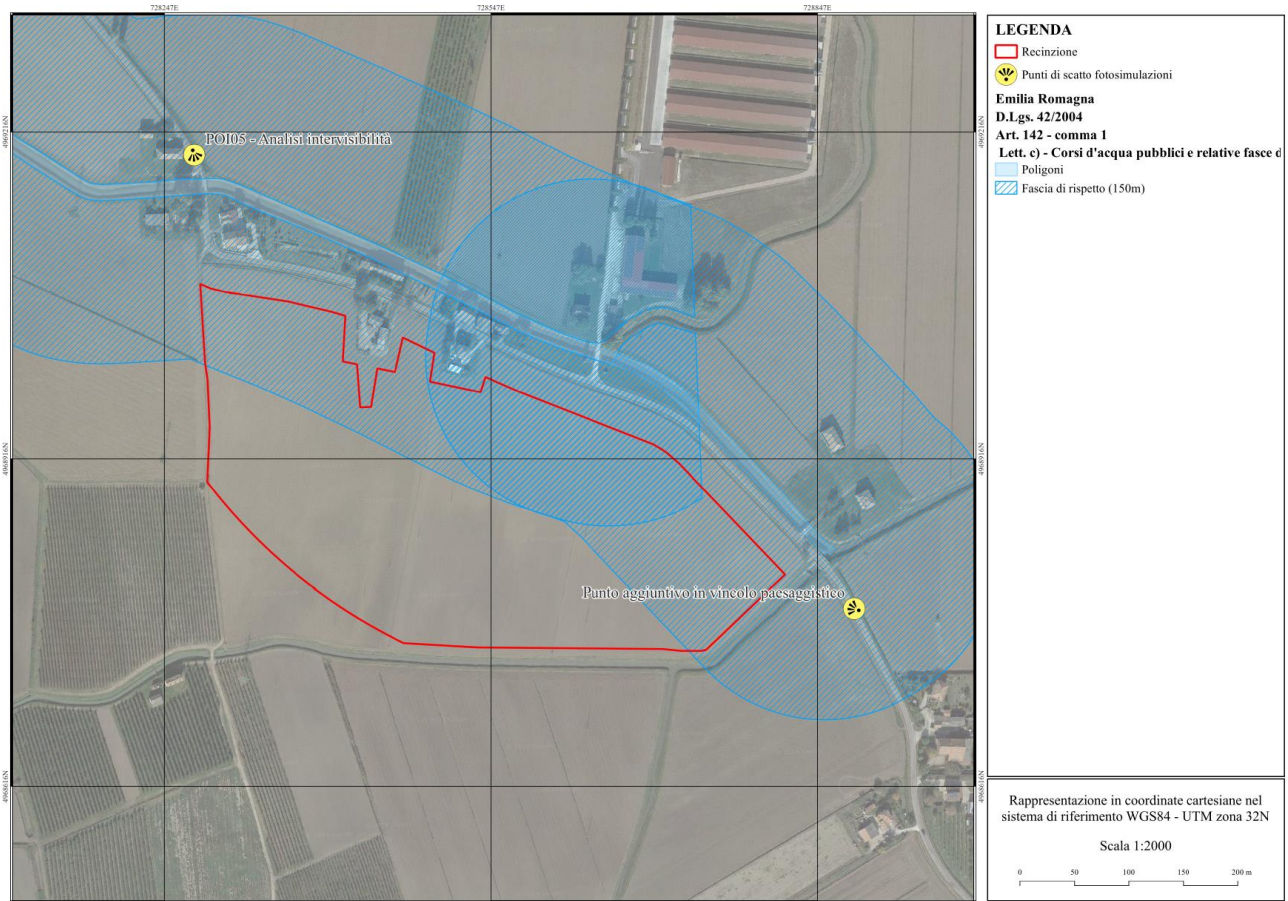 728247E
728547E
728847E
4969216N
4969216N
4968916N
4968916N
4968616N
4968616N
POI05 - Analisi intervisibilità
Punto aggiuntivo in vincolo paesaggistico
LEGENDA
Recinzione
Punti di scatto fotosimulazioni
Emilia Romagna
D.Lgs. 42/2004
Art. 142 - comma 1
Lett. c) - Corsi d'acqua pubblici e relative fasce d
Poligoni
Fascia di rispetto (150m)
Rappresentazione in coordinate cartesiane nel
sistema di riferimento WGS84 - UTM zona 32N
Scala 1:2000
0 50 100 150 200 m